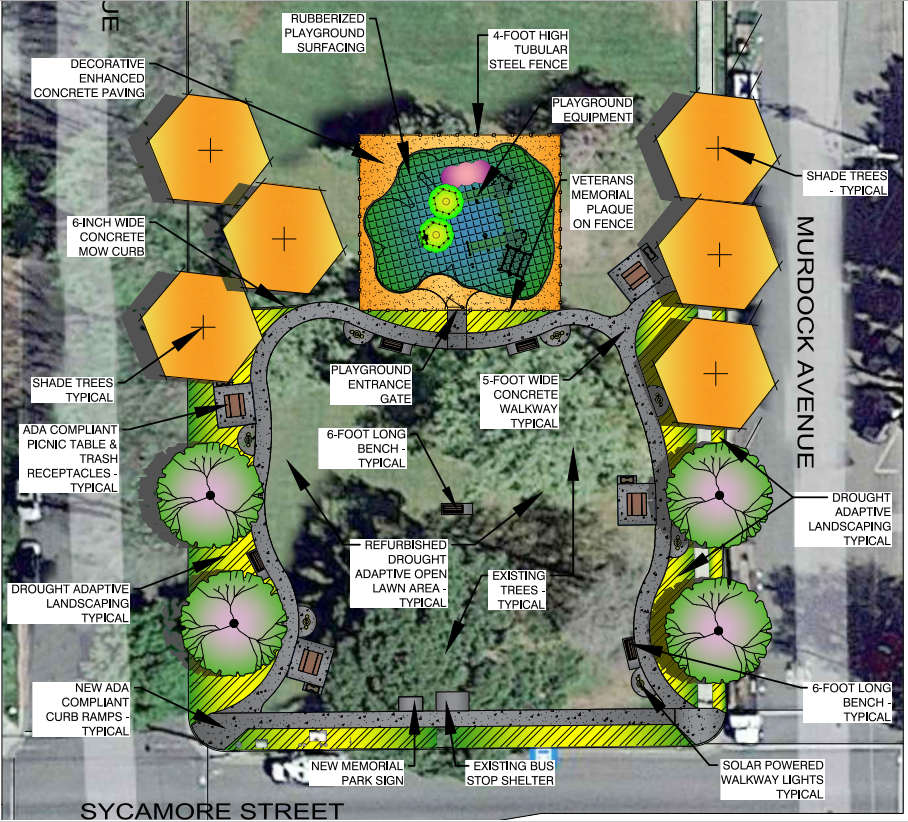 UE
RUBBERIZED
PLAYGROUND
SURFACING
4-FOOT HIGH
TUBULAR
STEEL FENCE
DECORATIVE
ENHANCED
CONCRETE PAVING
PLAYGROUND
EQUIPMENT
SHADE TREES
- TYPICAL
VETERANS
MEMORIAL
PLAQUE
ON FENCE
6-INCH WIDE
CONCRETE
MOW CURB
MURDOCK AVENUE
SHADE TREES
TYPICAL
PLAYGROUND
ENTRANCE
GATE
5-FOOT WIDE
CONCRETE
WALKWAY
TYPICAL
ADA COMPLIANT
PICNIC TABLE &
TRASH
RECEPTACLES -
TYPICAL
6-FOOT LONG
BENCH -
TYPICAL
DROUGHT
ADAPTIVE
LANDSCAPING
TYPICAL
REFURBISHED
DROUGHT
ADAPTIVE OPEN
LAWN AREA -
TYPICAL
EXISTING
TREES -
TYPICAL
DROUGHT ADAPTIVE
LANDSCAPING
TYPICAL
NEW ADA
COMPLIANT
CURB RAMPS -
TYPICAL
6-FOOT LONG
BENCH -
TYPICAL
NEW MEMORIAL
PARK SIGN
EXISTING BUS
STOP SHELTER
SOLAR POWERED
WALKWAY LIGHTS
TYPICAL
SYCAMORE STREET